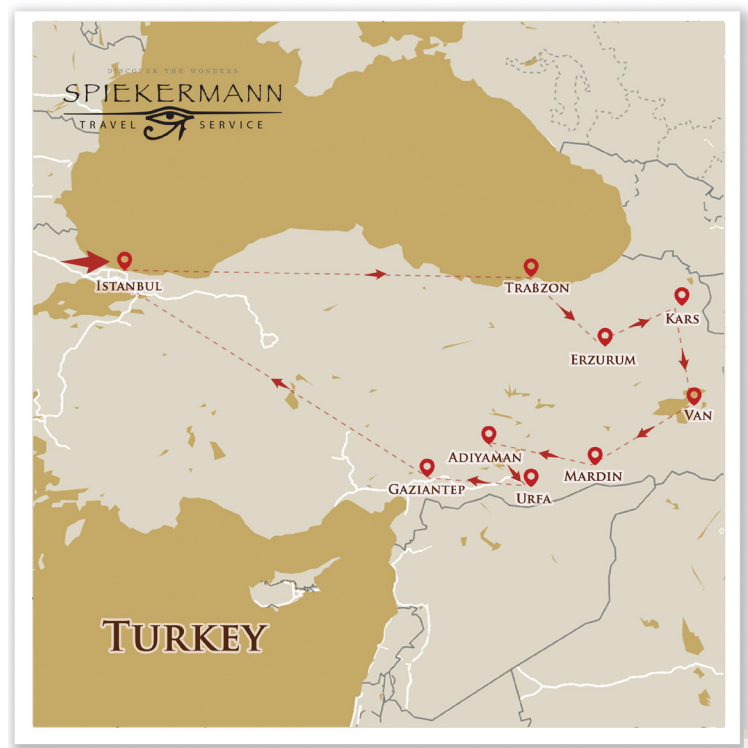 DISCOVER THE WONDERS
SPIEKERMANN
TRAVEL SERVICE
ISTANBUL
TRABZON
KARS
ERZURUM
VAN
ADIYAMAN
MARDIN
GAZIANTEP
URFA
TURKEY